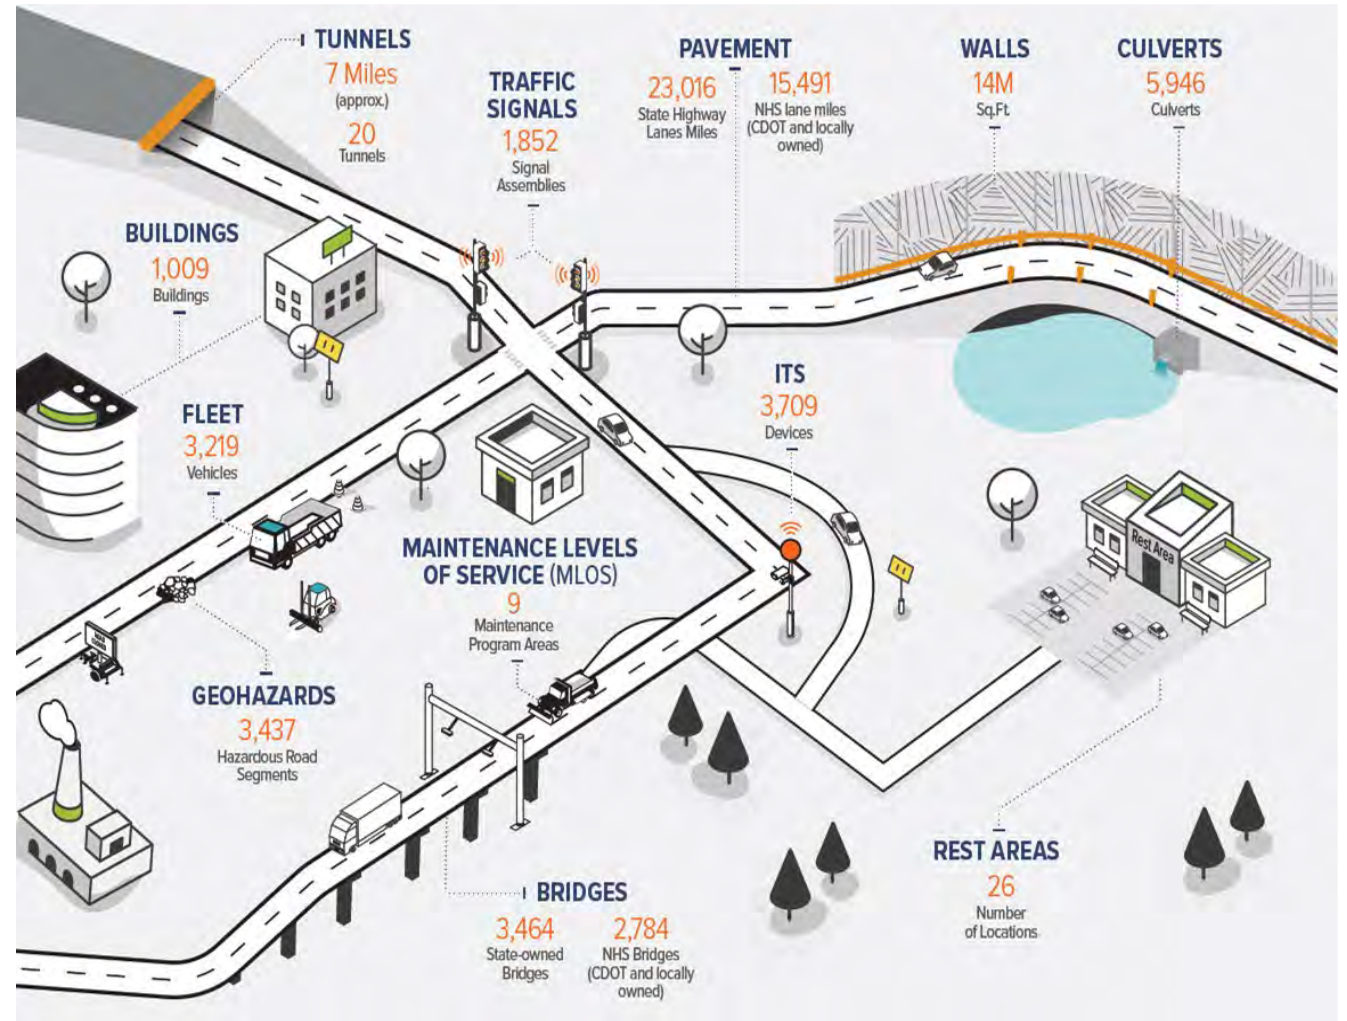 TUNNELS
7 Miles
(approx.)
20
Tunnels
TRAFFIC
SIGNALS
1,852
Signal
Assemblies
PAVEMENT
23,016
State Highway
Lanes Miles
15,491
NHS lane miles
(CDOT and locally
owned)
WALLS
14M
Sq.Ft.
CULVERTS
5,946
Culverts
BUILDINGS
1,009
Buildings
FLEET
3,219
Vehicles
ITS
3,709
Devices
Rest Area
MAINTENANCE LEVELS
OF SERVICE (MLOS)
9
Maintenance
Program Areas
GEOHAZARDS
3,437
Hazardous Road
Segments
BRIDGES
3,464
State-owned
Bridges
2,784
NHS Bridges
(CDOT and locally
owned)
REST AREAS
26
Number
of Locations